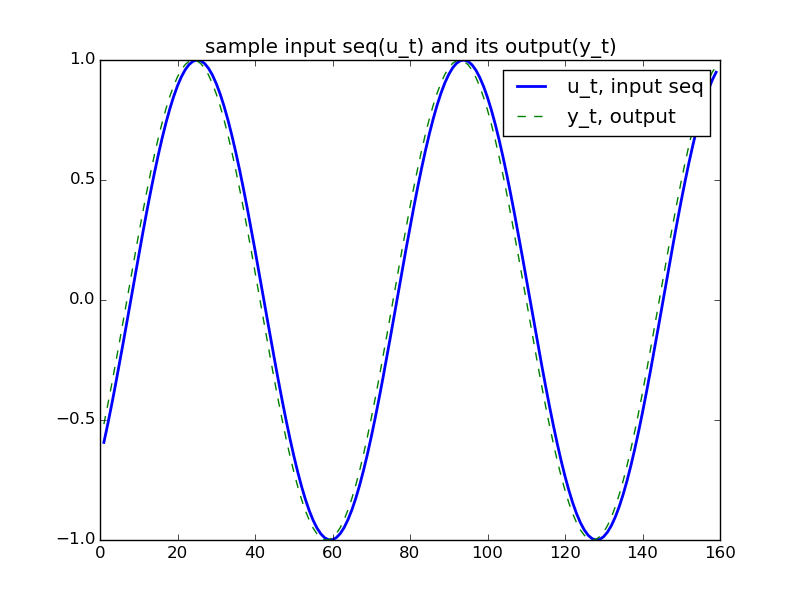 sample input seq(u_t) and its output(y_t)
u_t, input seq
y_t, output
1.0
0.5
0.0
−0.5
−1.0
0 20 40 60 80 100 120 140 160